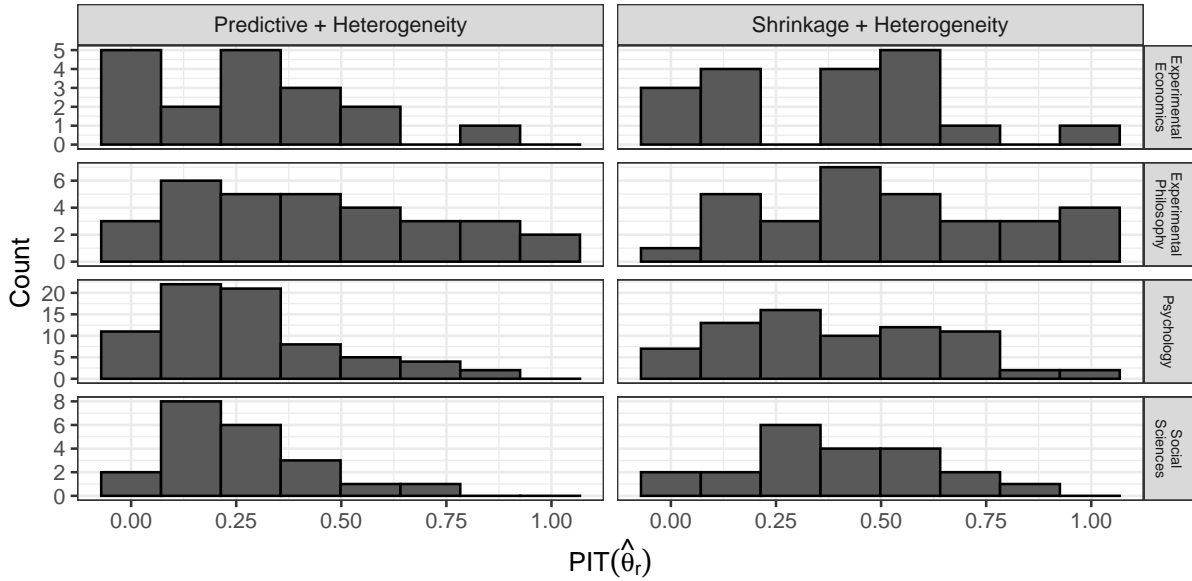 Predictive + Heterogeneity
Shrinkage + Heterogeneity
Count
5
4
3
2
1
0
Experimental
Economics
6
4
2
0
Experimental
Philosophy
20
15
10
5
0
Psychology
8
6
4
2
0
Social
Sciences
0.00 0.25 0.50 0.75 1.00
0.00 0.25 0.50 0.75 1.00
PIT(θ̂ᵣ)